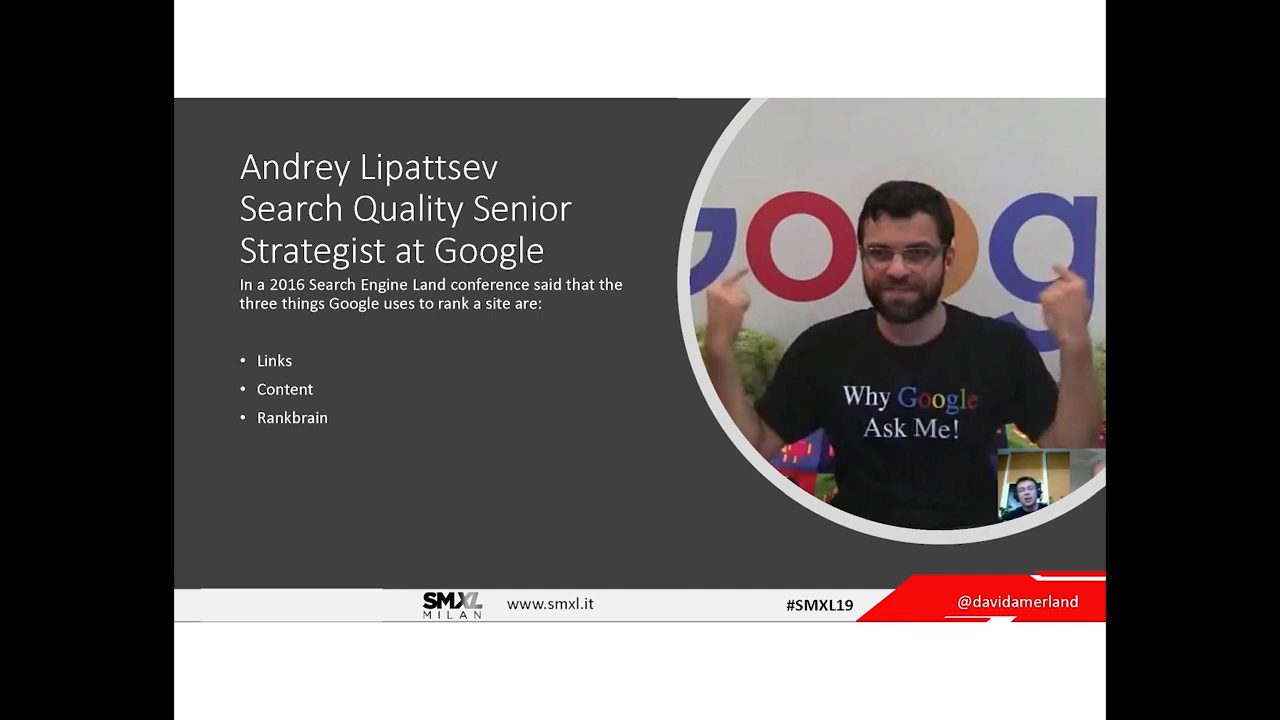 Andrey Lipattsev
Search Quality Senior
Strategist at Google
In a 2016 Search Engine Land conference said that the
three things Google uses to rank a site are:
• Links
• Content
• Rankbrain
Goog
Why Google
Ask Me!
SMXL
MILAN
www.smxl.it
#SMXL19
@davidamerland